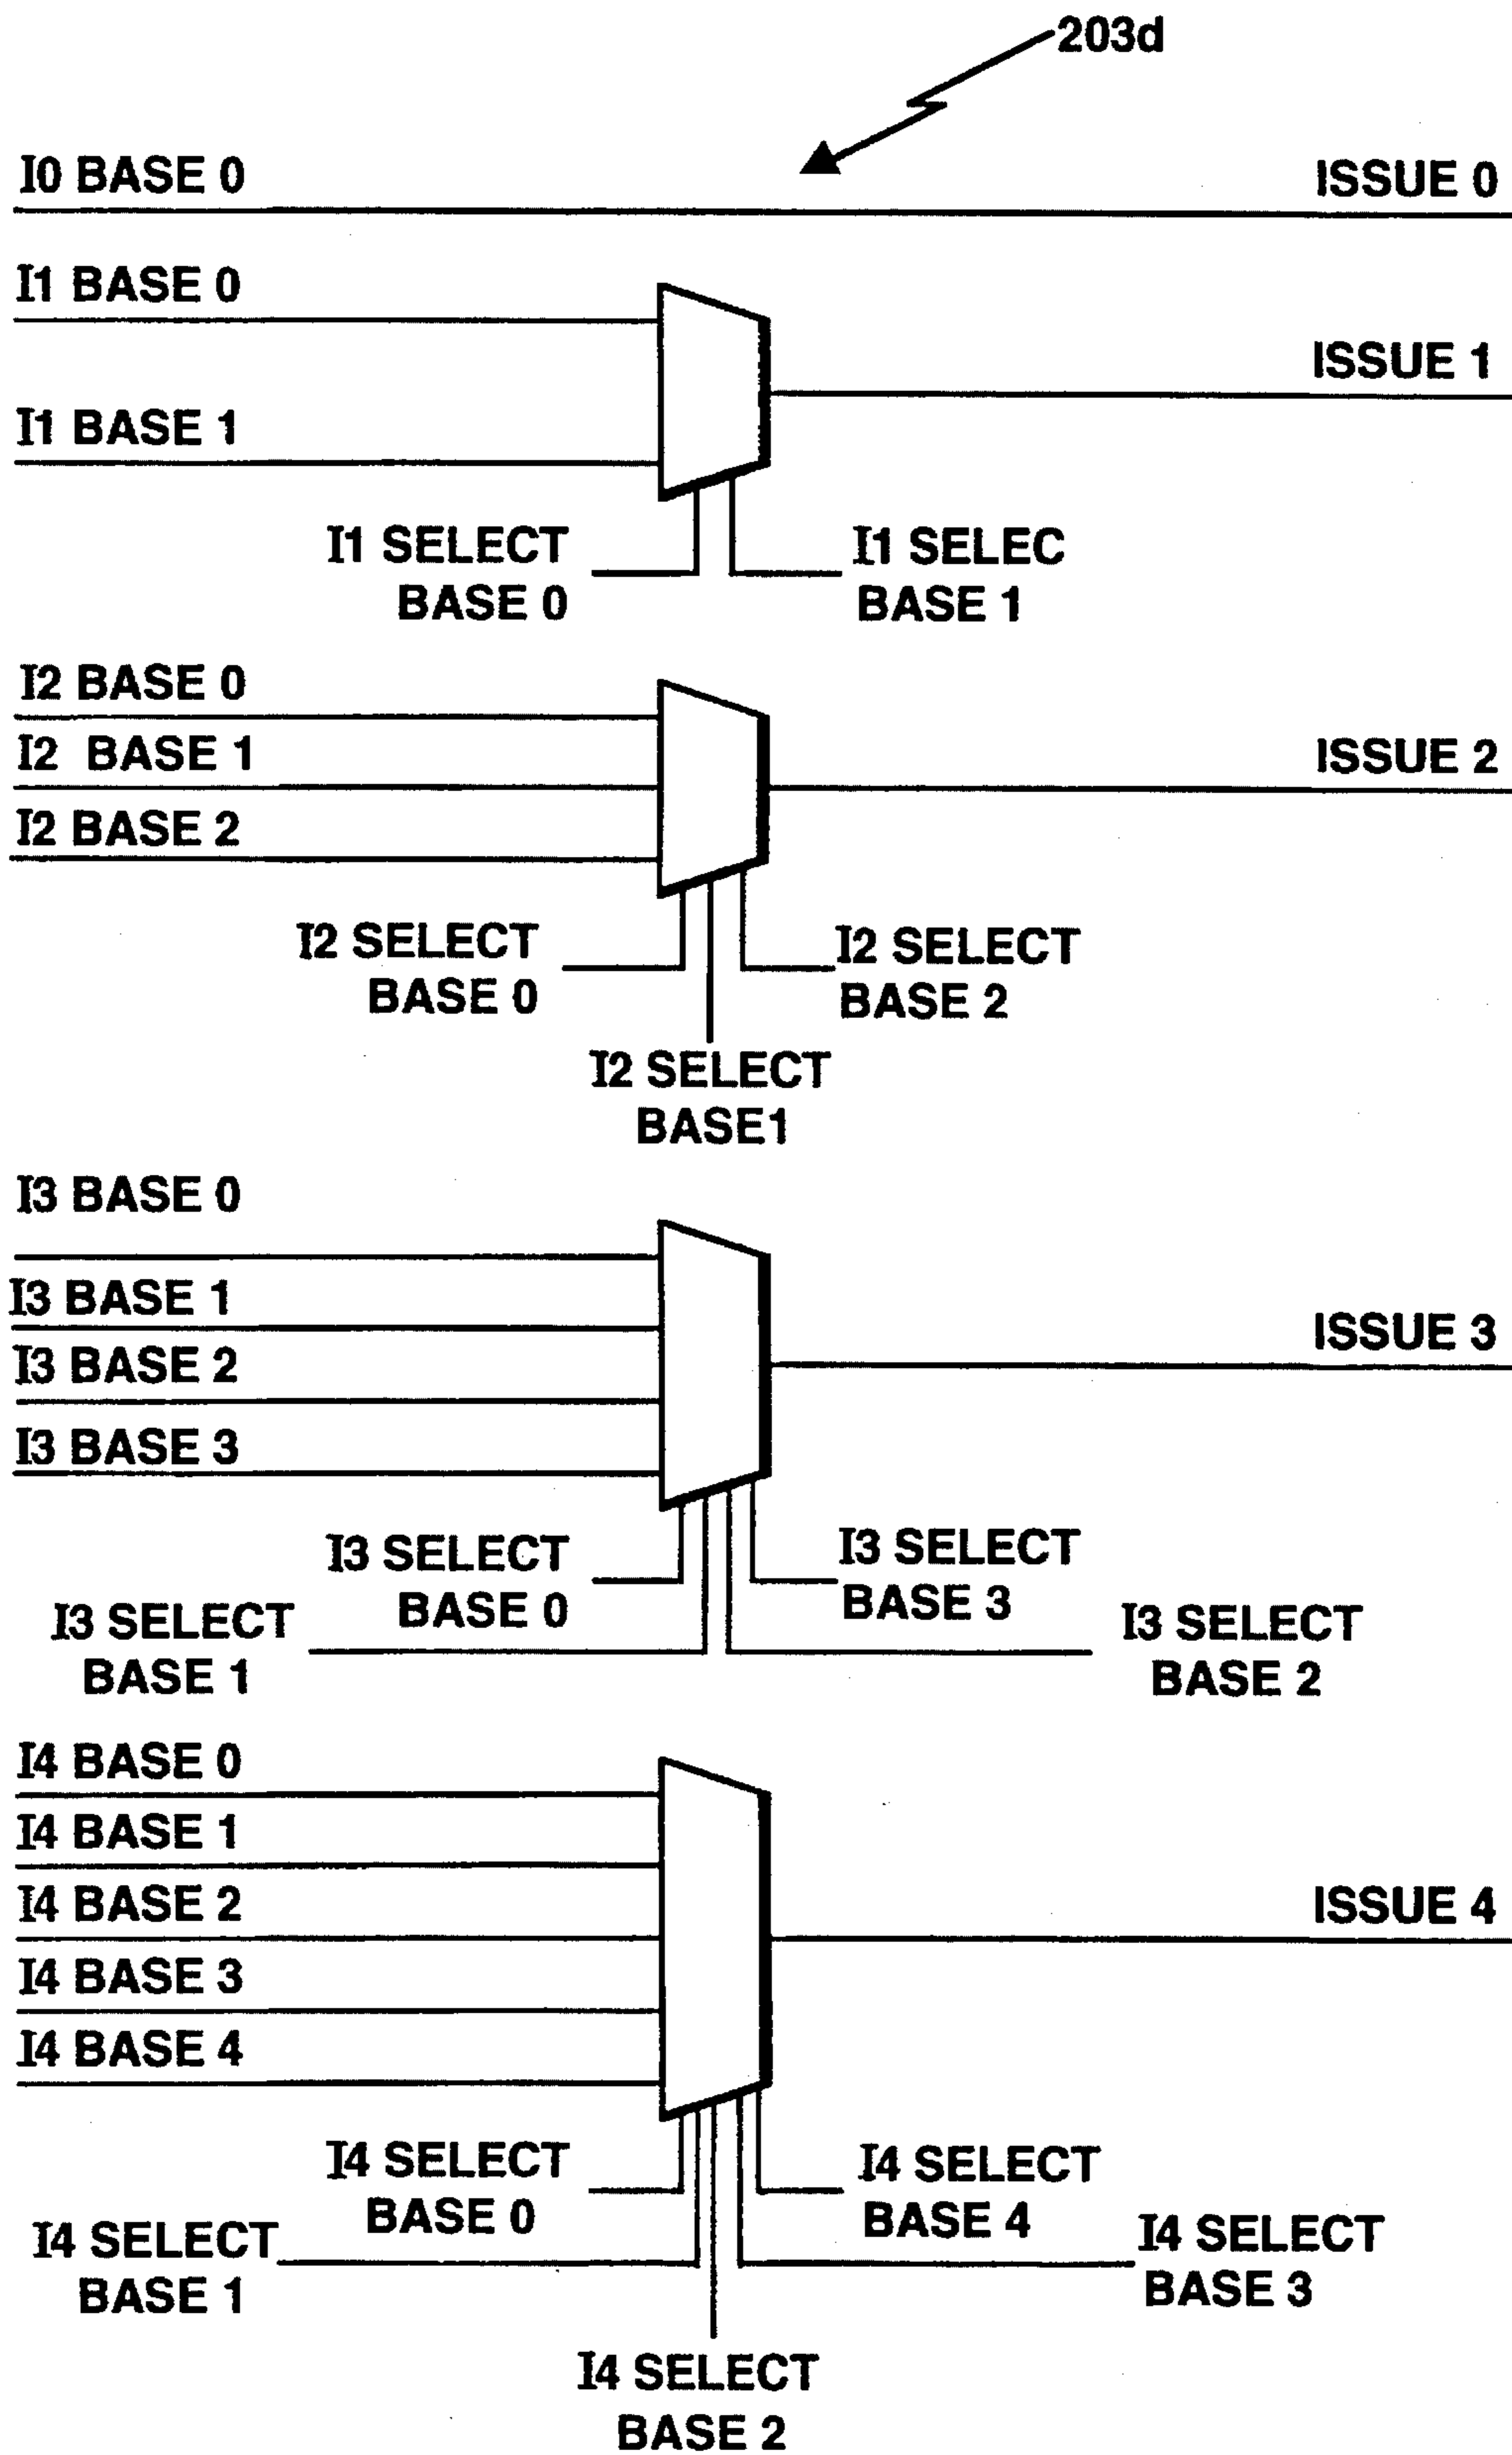 203d
I0 BASE 0
ISSUE 0
I1 BASE 0
ISSUE 1
I1 BASE 1
I1 SELECT
BASE 0
I1 SELEC
BASE 1
I2 BASE 0
I2 BASE 1
ISSUE 2
I2 BASE 2
I2 SELECT
BASE 0
I2 SELECT
BASE 2
I2 SELECT
BASE1
I3 BASE 0
I3 BASE 1
ISSUE 3
I3 BASE 2
I3 BASE 3
I3 SELECT
BASE 0
I3 SELECT
BASE 3
I3 SELECT
BASE 1
I3 SELECT
BASE 2
I4 BASE 0
I4 BASE 1
I4 BASE 2
ISSUE 4
I4 BASE 3
I4 BASE 4
I4 SELECT
BASE 0
I4 SELECT
BASE 4
I4 SELECT
BASE 1
I4 SELECT
BASE 3
I4 SELECT
BASE 2